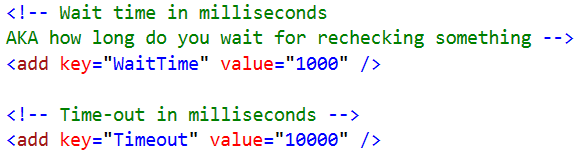 <!-- Wait time in milliseconds
AKA how long do you wait for rechecking something -->
<add key="WaitTime" value="1000" />
<!-- Time-out in milliseconds -->
<add key="Timeout" value="10000" />